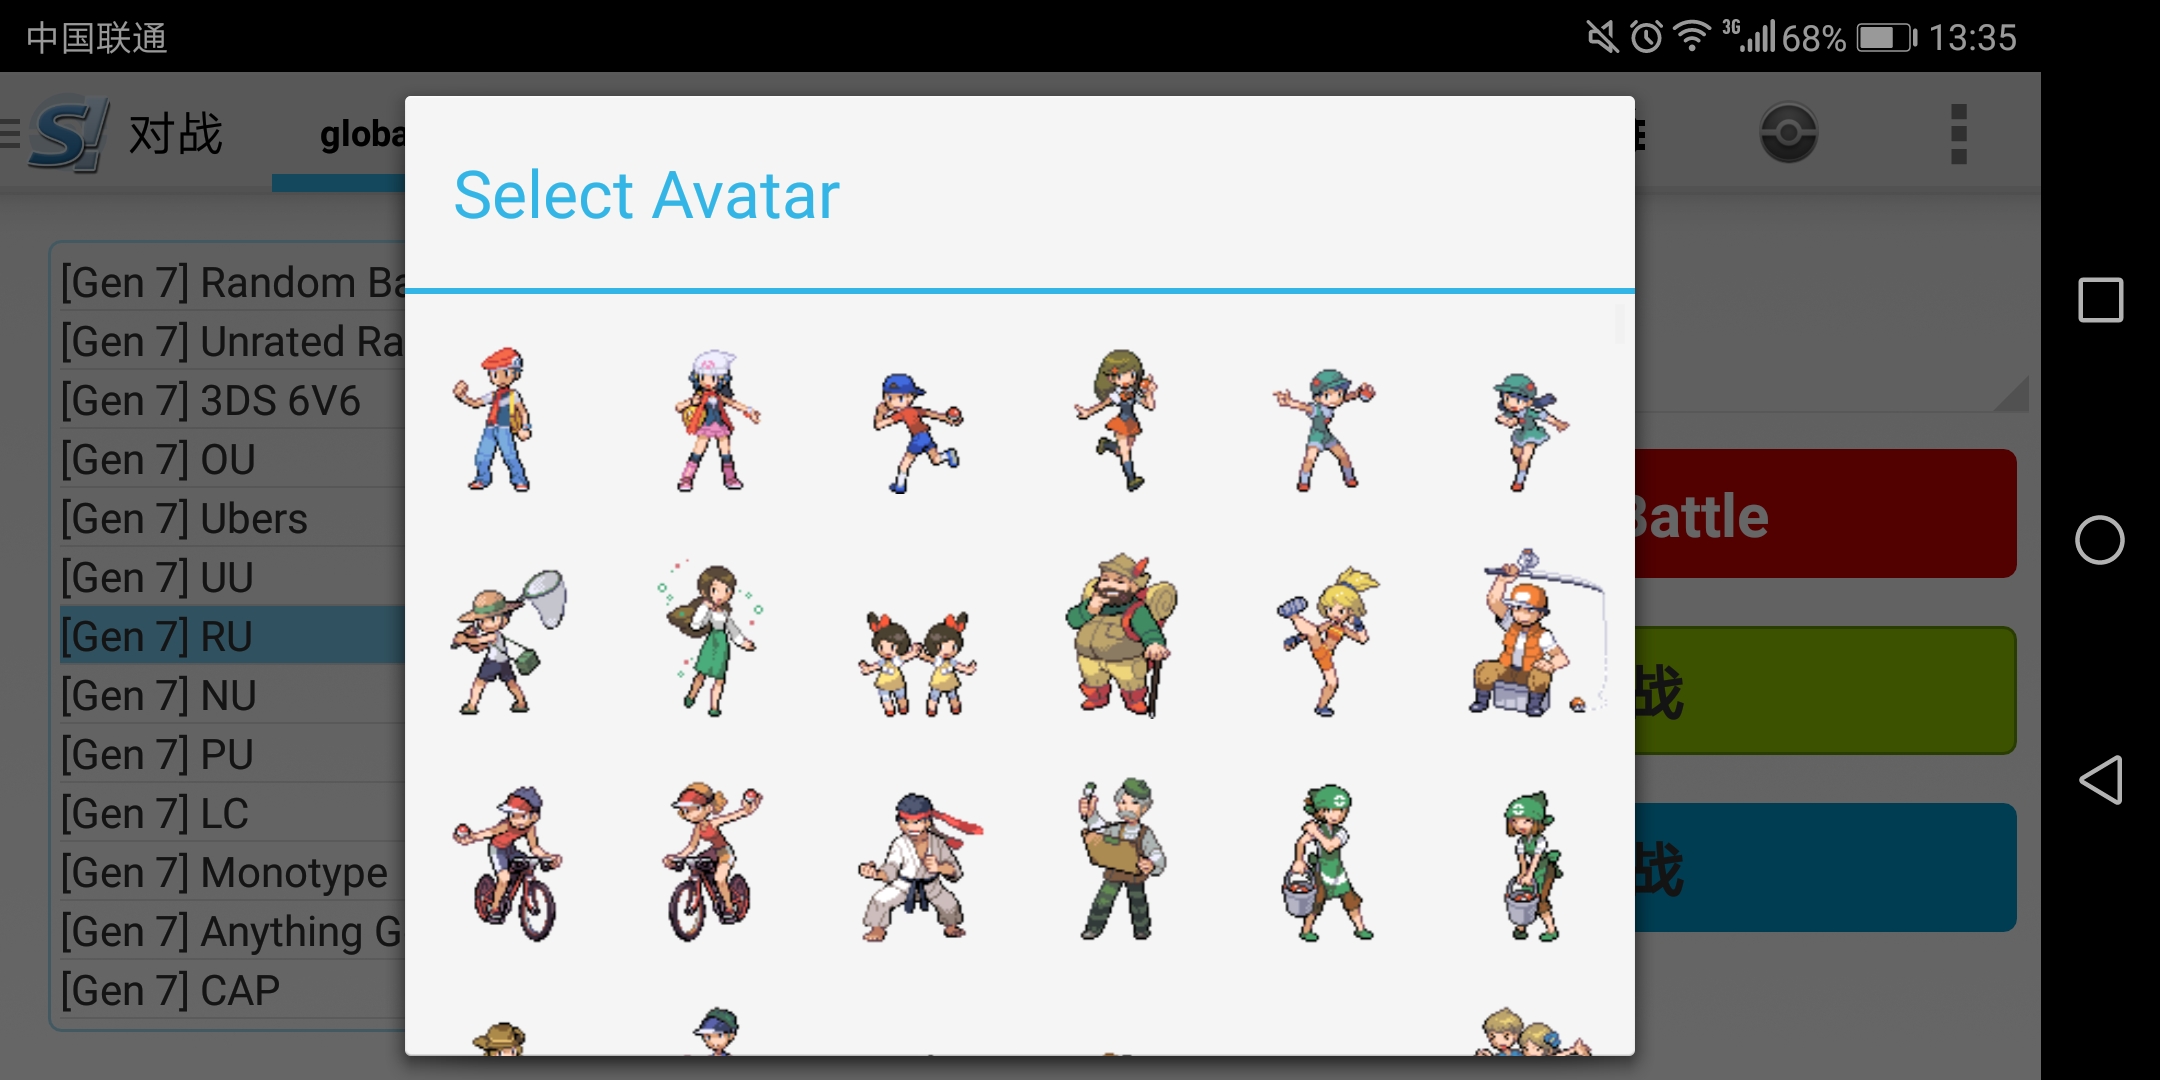 中国联通
3G 68% 13:35
S! 对战 globa
Select Avatar
[Gen 7] Random Ba
[Gen 7] Unrated Ra
[Gen 7] 3DS 6V6
[Gen 7] OU
[Gen 7] Ubers
[Gen 7] UU
[Gen 7] RU
[Gen 7] NU
[Gen 7] PU
[Gen 7] LC
[Gen 7] Monotype
[Gen 7] Anything G
[Gen 7] CAP
Battle
战
战